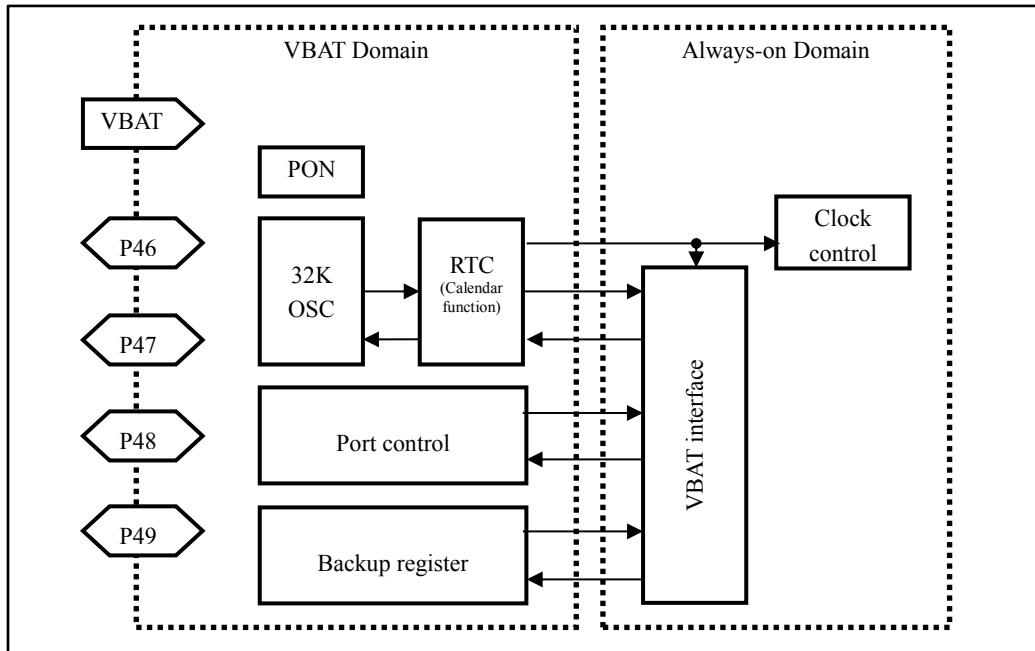 VBAT Domain
Always-on Domain
VBAT
PON
P46
32K
OSC
RTC
(Calendar
function)
Clock
control
P47
VBAT interface
P48
Port control
P49
Backup register